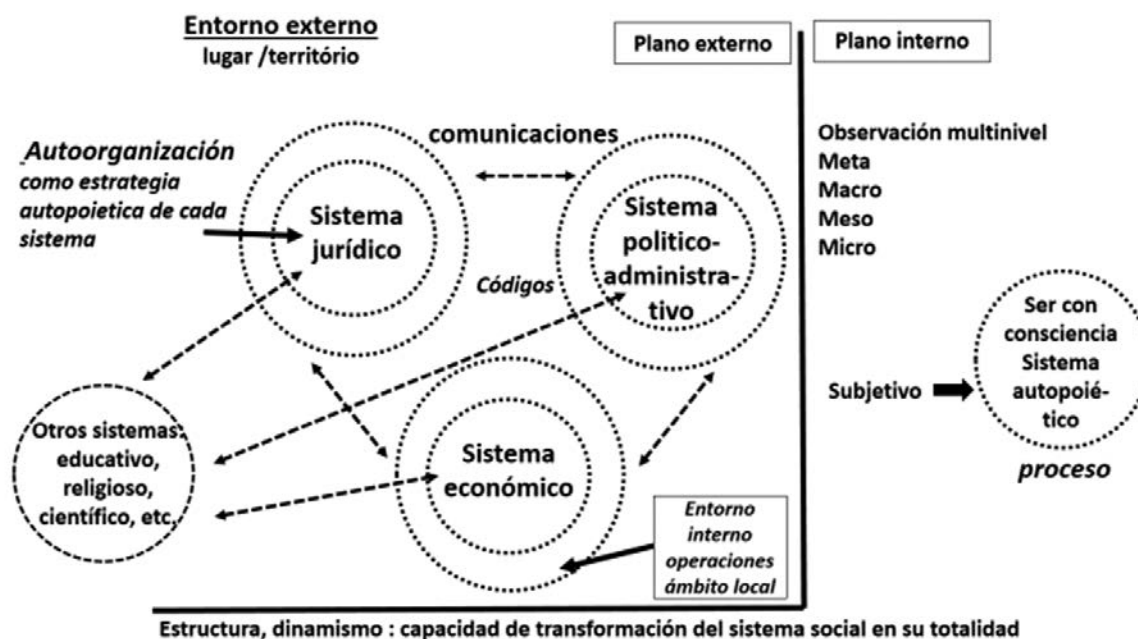 Entorno externo
lugar /território
Plano externo
Plano interno
Autoorganización
como estrategia
autopoietica de cada
sistema
comunicaciones
Sistema
jurídico
Sistema
politico-
administra-
tivo
Códigos
Otros sistemas:
educativo,
religioso,
científico, etc.
Sistema
económico
Entorno
interno
operaciones
ámbito local
Observación multinivel
Meta
Macro
Meso
Micro
Subjetivo
Ser con
consciencia
Sistema
autopoié-
tico
proceso
Estructura, dinamismo : capacidad de transformación del sistema social en su totalidad